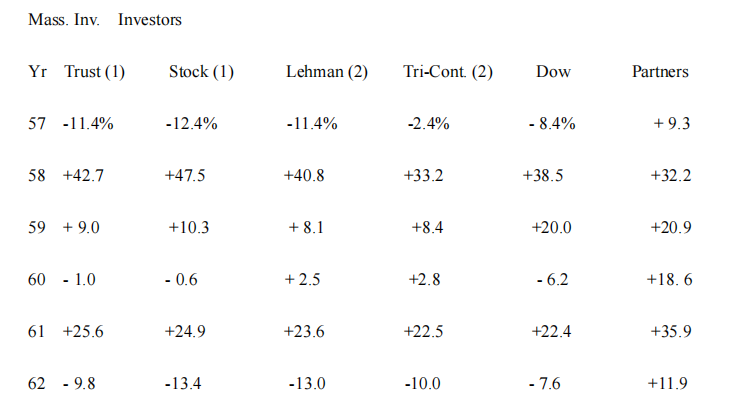 Mass. Inv. Investors
Yr Trust (1) Stock (1) Lehman (2) Tri-Cont. (2) Dow Partners
57 -11.4% -12.4% -11.4% -2.4% - 8.4% + 9.3
58 +42.7 +47.5 +40.8 +33.2 +38.5 +32.2
59 + 9.0 +10.3 + 8.1 +8.4 +20.0 +20.9
60 - 1.0 - 0.6 + 2.5 +2.8 - 6.2 +18. 6
61 +25.6 +24.9 +23.6 +22.5 +22.4 +35.9
62 - 9.8 -13.4 -13.0 -10.0 - 7.6 +11.9